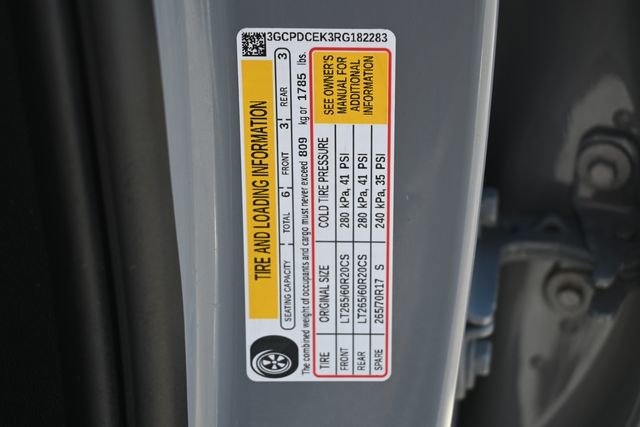 3GCPDCEK3RG182283
TIRE AND LOADING INFORMATION
SEATING CAPACITY TOTAL 6 FRONT 3 REAR 3
The combined weight of occupants and cargo must never exceed 809 kg or 1785 lbs.
TIRE ORIGINAL SIZE COLD TIRE PRESSURE
FRONT LT265/60R20CS 280 kPa, 41 PSI
REAR LT265/60R20CS 280 kPa, 41 PSI
SPARE 265/70R17 S 240 kPa, 35 PSI
SEE OWNER'S
MANUAL FOR
ADDITIONAL
INFORMATION